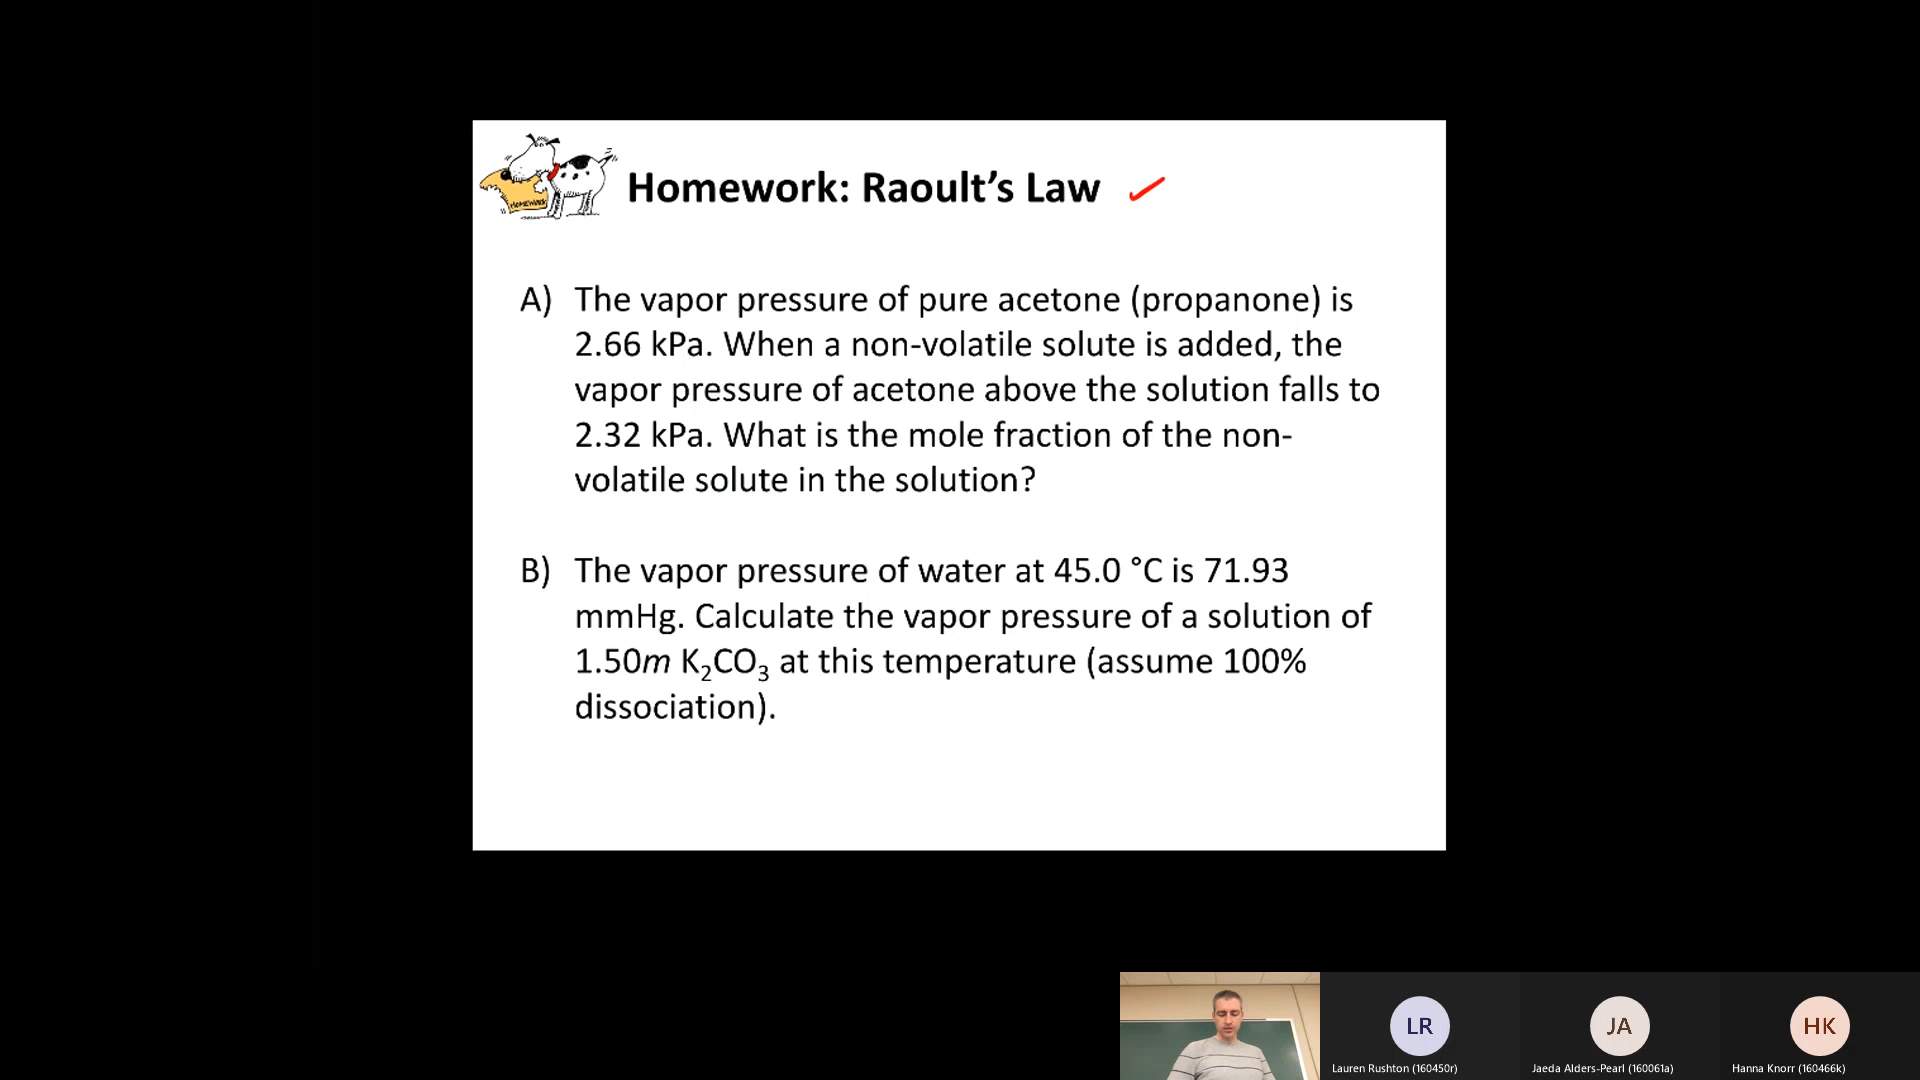 Homework
Homework: Raoult’s Law
A) The vapor pressure of pure acetone (propanone) is
2.66 kPa. When a non-volatile solute is added, the
vapor pressure of acetone above the solution falls to
2.32 kPa. What is the mole fraction of the non-
volatile solute in the solution?
B) The vapor pressure of water at 45.0 °C is 71.93
mmHg. Calculate the vapor pressure of a solution of
1.50m K₂CO₃ at this temperature (assume 100%
dissociation).
LR
JA
HK
Lauren Rushton (160450r)
Jaeda Alders-Pearl (160061a)
Hanna Knorr (160466k)